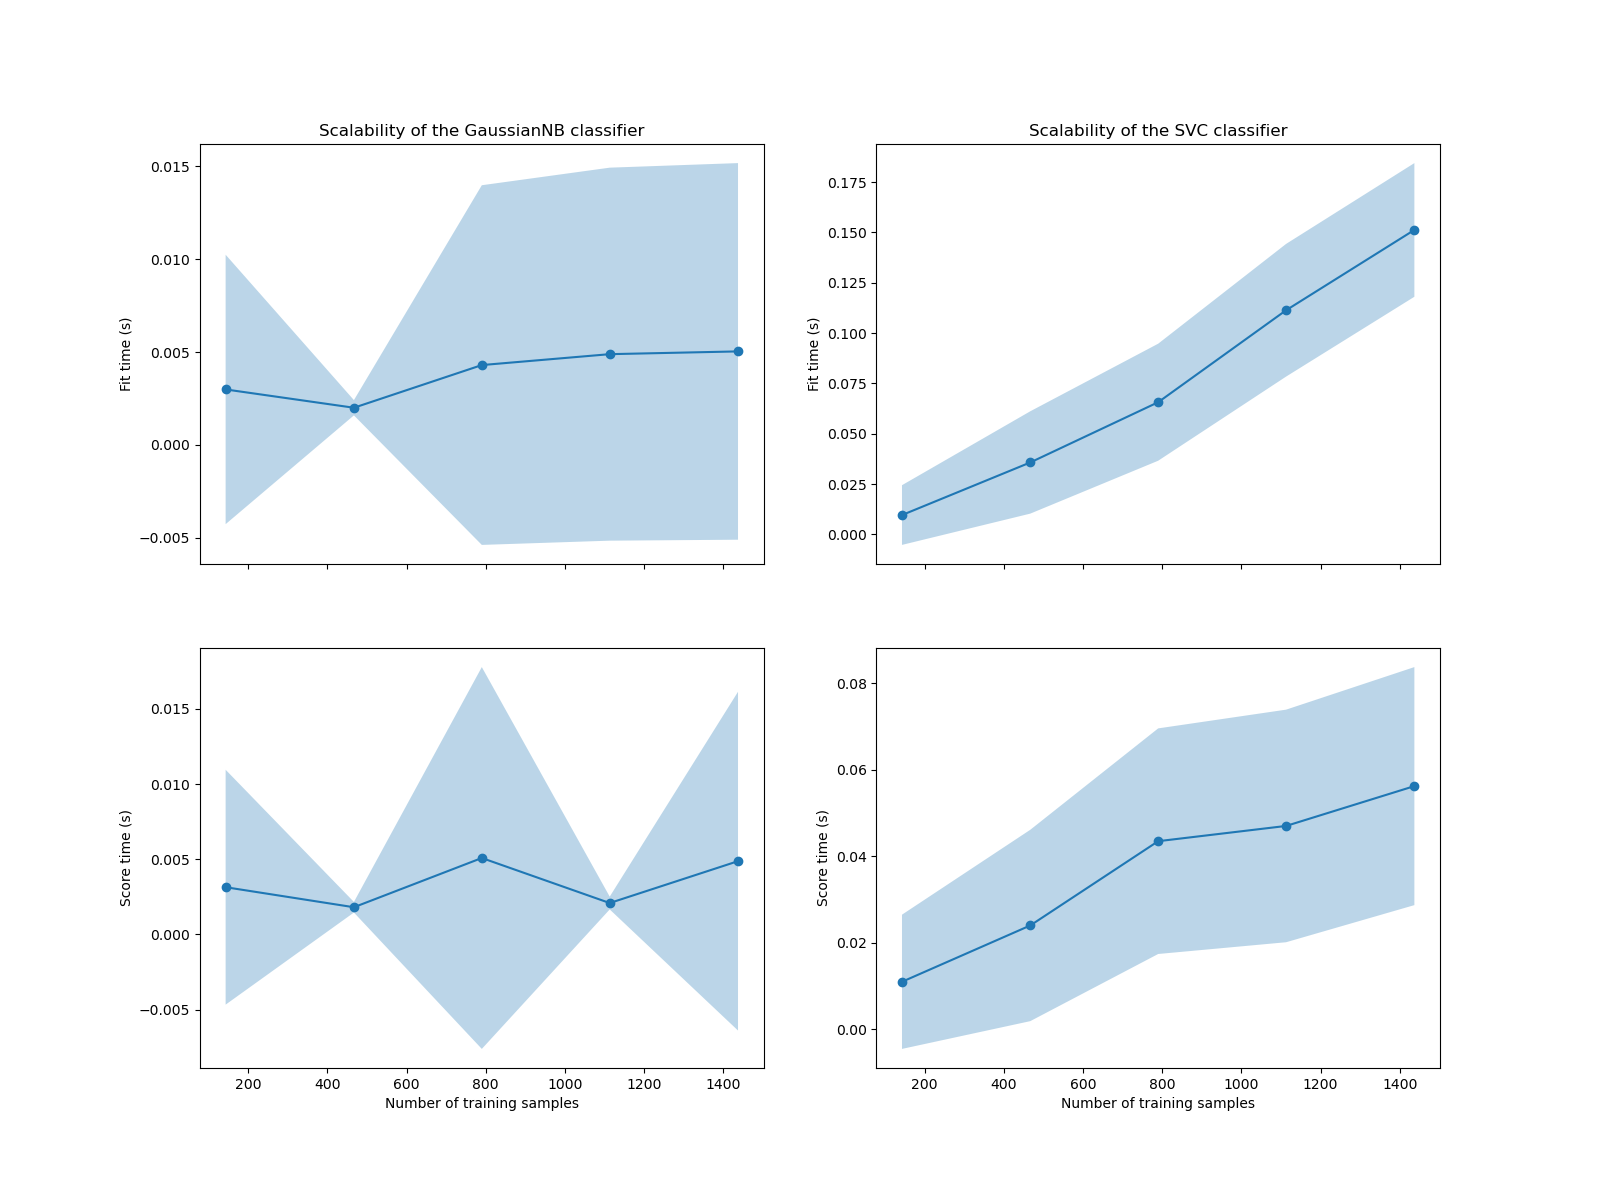 Scalability of the GaussianNB classifier
0.015
0.010
0.005
0.000
−0.005
Fit time (s)
Scalability of the SVC classifier
0.175
0.150
0.125
0.100
0.075
0.050
0.025
0.000
Fit time (s)
0.015
0.010
0.005
0.000
−0.005
Score time (s)
200 400 600 800 1000 1200 1400
Number of training samples
0.08
0.06
0.04
0.02
0.00
Score time (s)
200 400 600 800 1000 1200 1400
Number of training samples